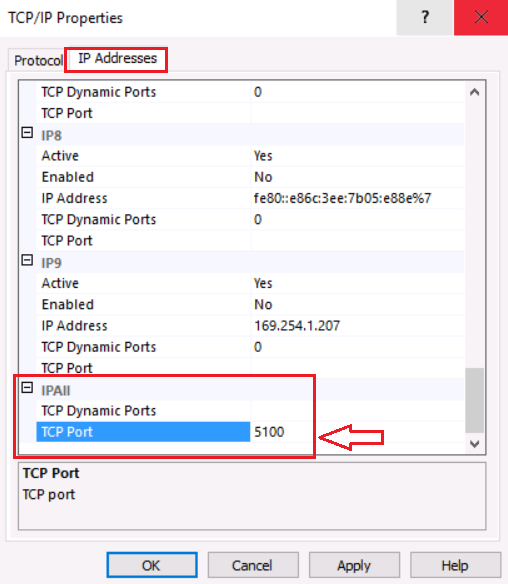 TCP/IP Properties
?
Protocol IP Addresses
TCP Dynamic Ports 0
TCP Port
IP8
Active Yes
Enabled No
IP Address fe80::e86c:3ee:7b05:e88e%7
TCP Dynamic Ports 0
TCP Port
IP9
Active Yes
Enabled No
IP Address 169.254.1.207
TCP Dynamic Ports 0
TCP Port
IPAll
TCP Dynamic Ports
TCP Port 5100
TCP Port
TCP port
OK Cancel Apply Help